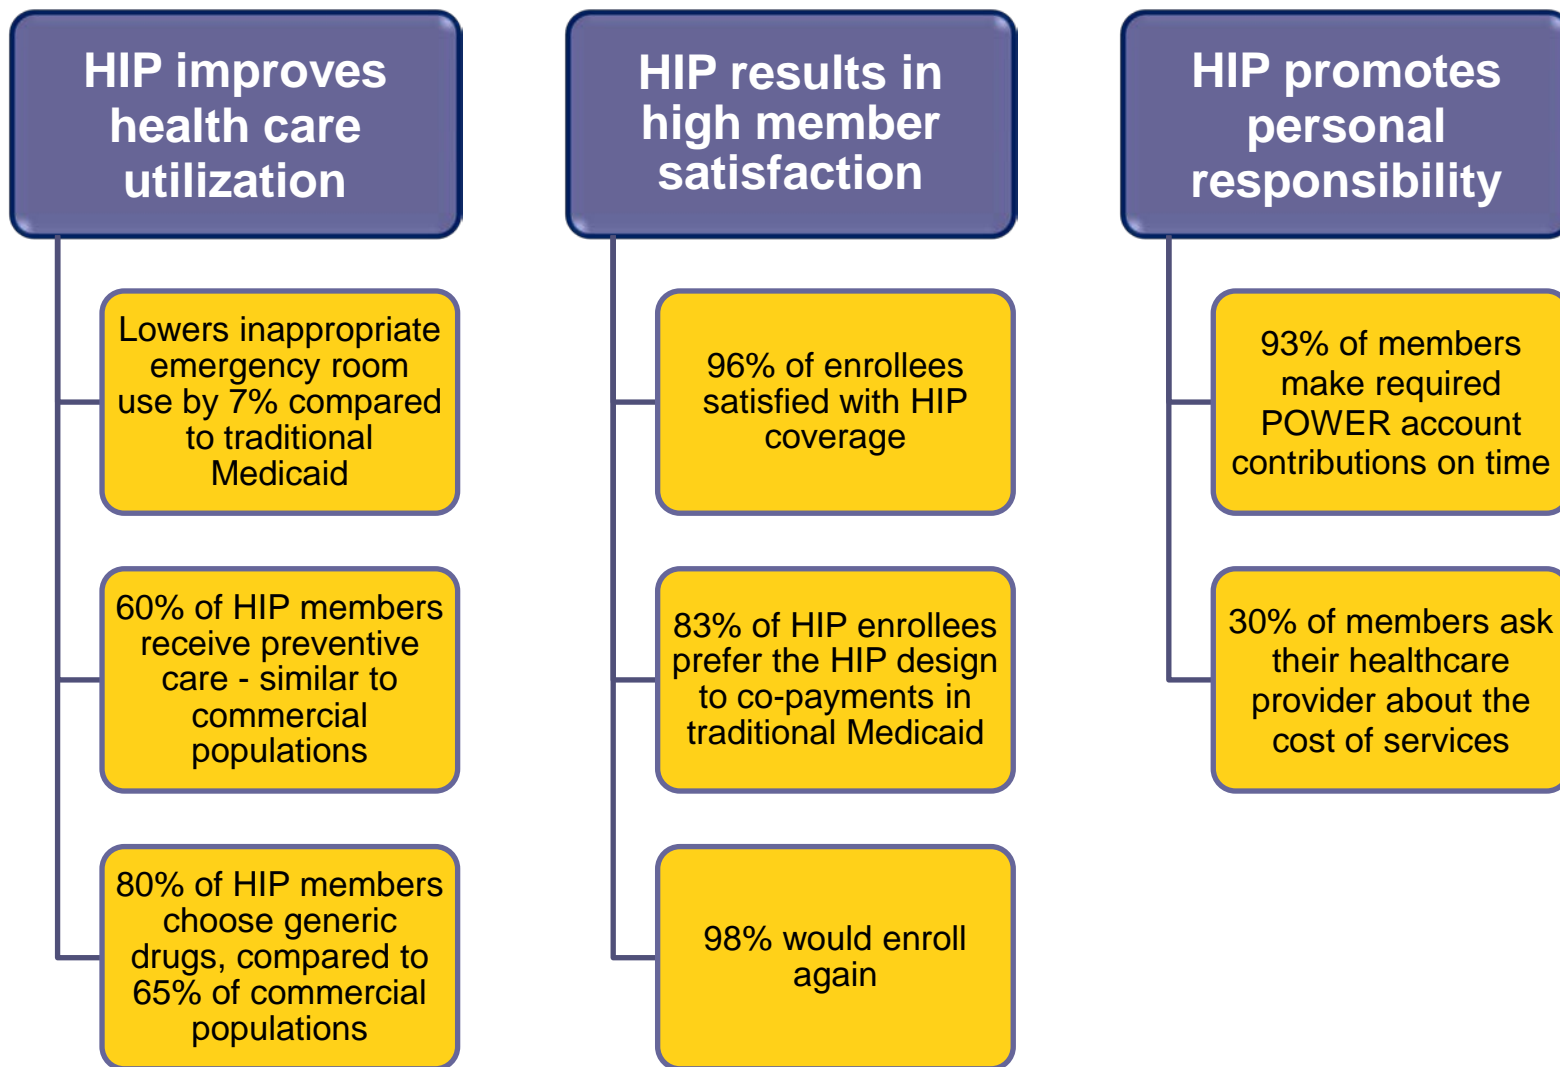 HIP improves
health care
utilization
Lowers inappropriate
emergency room
use by 7% compared
to traditional
Medicaid
60% of HIP members
receive preventive
care - similar to
commercial
populations
80% of HIP members
choose generic
drugs, compared to
65% of commercial
populations
HIP results in
high member
satisfaction
96% of enrollees
satisfied with HIP
coverage
83% of HIP enrollees
prefer the HIP design
to co-payments in
traditional Medicaid
98% would enroll
again
HIP promotes
personal
responsibility
93% of members
make required
POWER account
contributions on time
30% of members ask
their healthcare
provider about the
cost of services